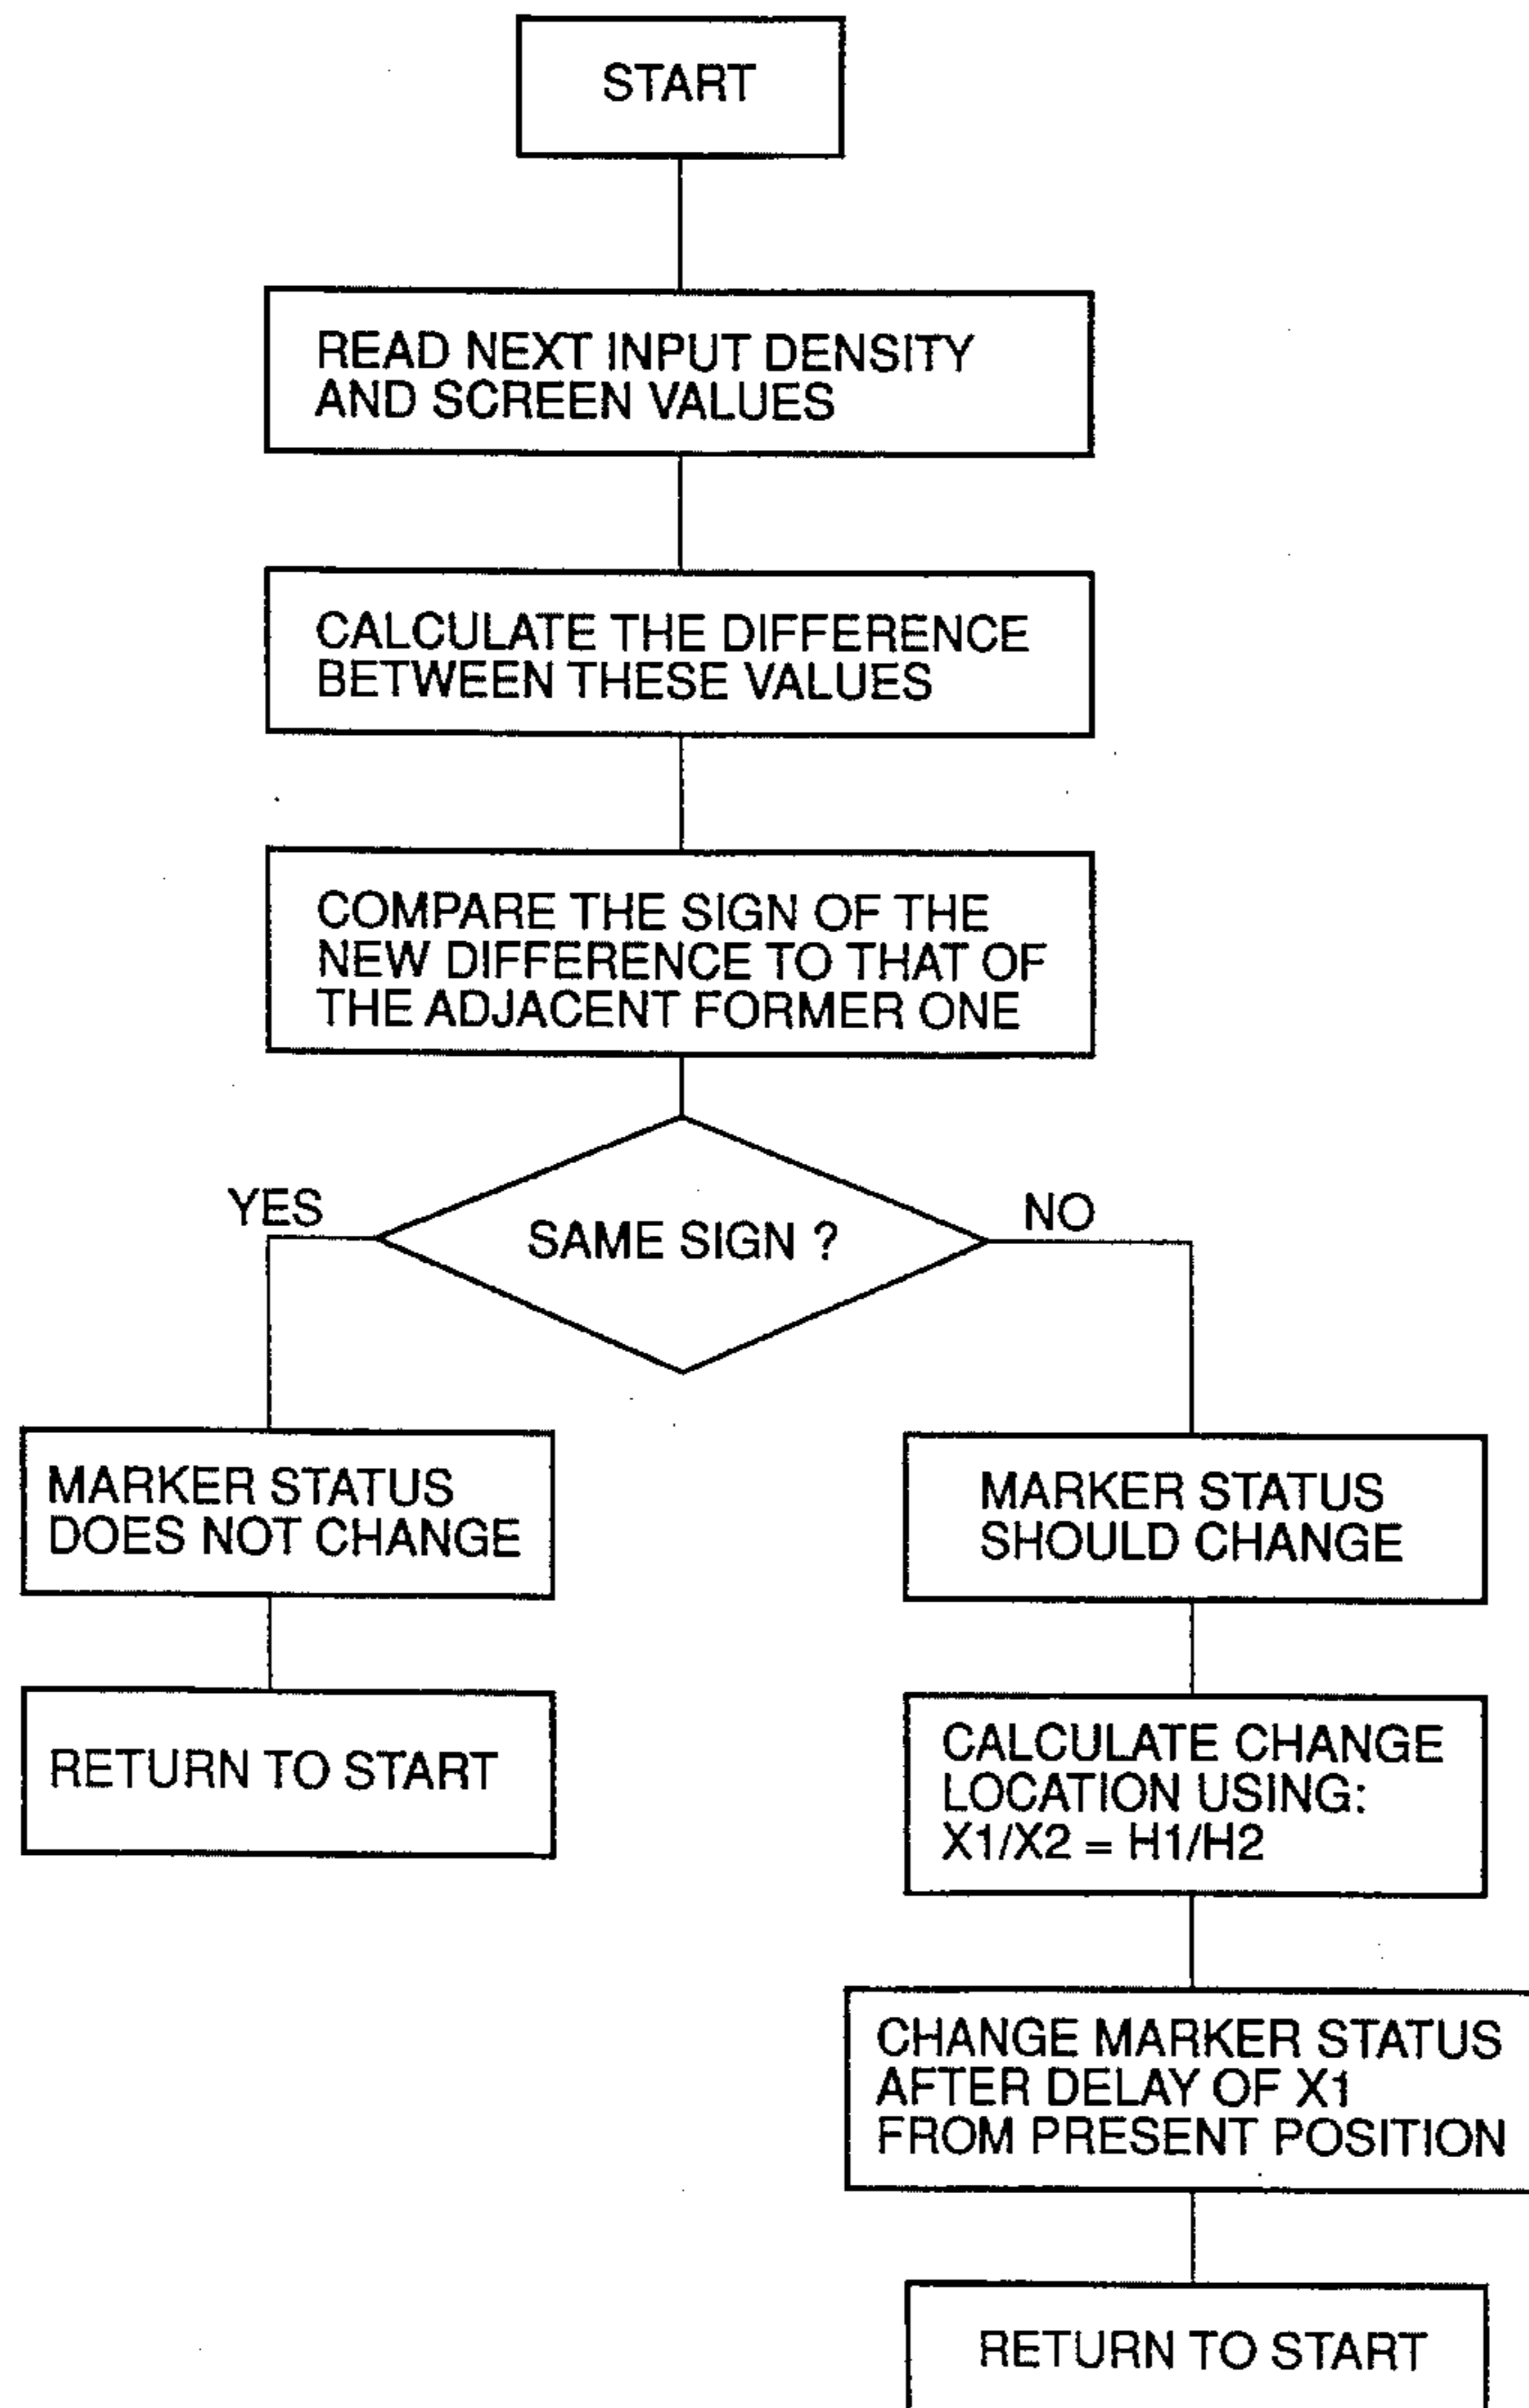 START
READ NEXT INPUT DENSITY
AND SCREEN VALUES
CALCULATE THE DIFFERENCE
BETWEEN THESE VALUES
COMPARE THE SIGN OF THE
NEW DIFFERENCE TO THAT OF
THE ADJACENT FORMER ONE
YES
SAME SIGN ?
NO
MARKER STATUS
DOES NOT CHANGE
RETURN TO START
MARKER STATUS
SHOULD CHANGE
CALCULATE CHANGE
LOCATION USING:
X1/X2 = H1/H2
CHANGE MARKER STATUS
AFTER DELAY OF X1
FROM PRESENT POSITION
RETURN TO START